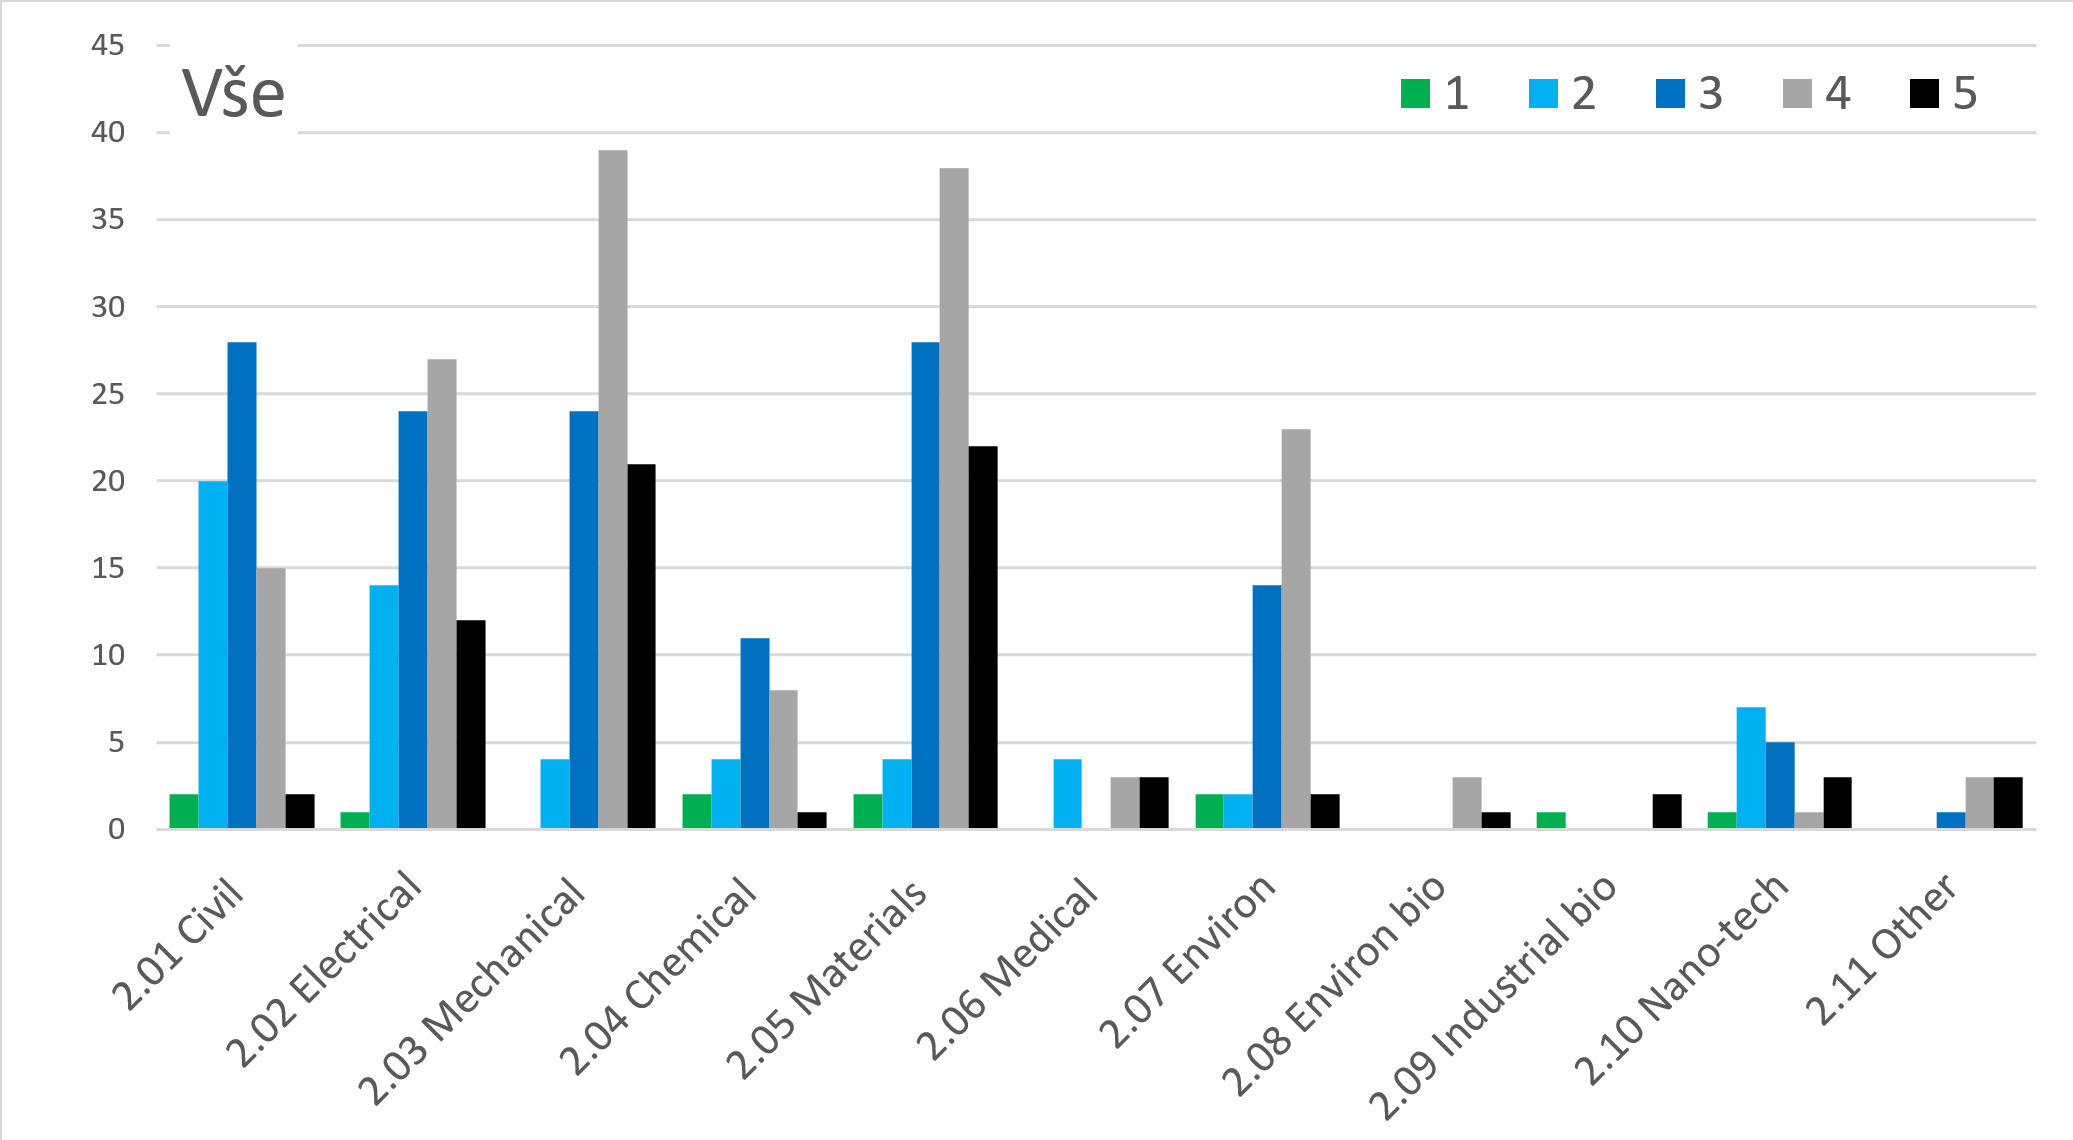 Vše
1 2 3 4 5
45
40
35
30
25
20
15
10
5
0
2.01 Civil
2.02 Electrical
2.03 Mechanical
2.04 Chemical
2.05 Materials
2.06 Medical
2.07 Environ
2.08 Environ bio
2.09 Industrial bio
2.10 Nano-tech
2.11 Other